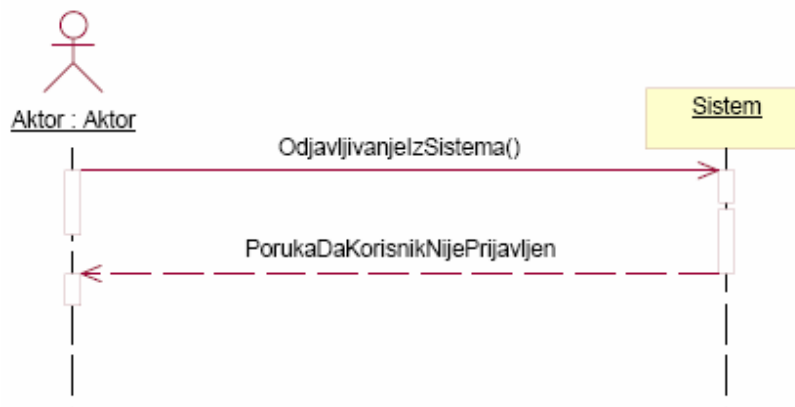 Aktor : Aktor
Sistem
OdjavljivanjeIzSistema()
PorukaDaKorisnikNijePrijavljen